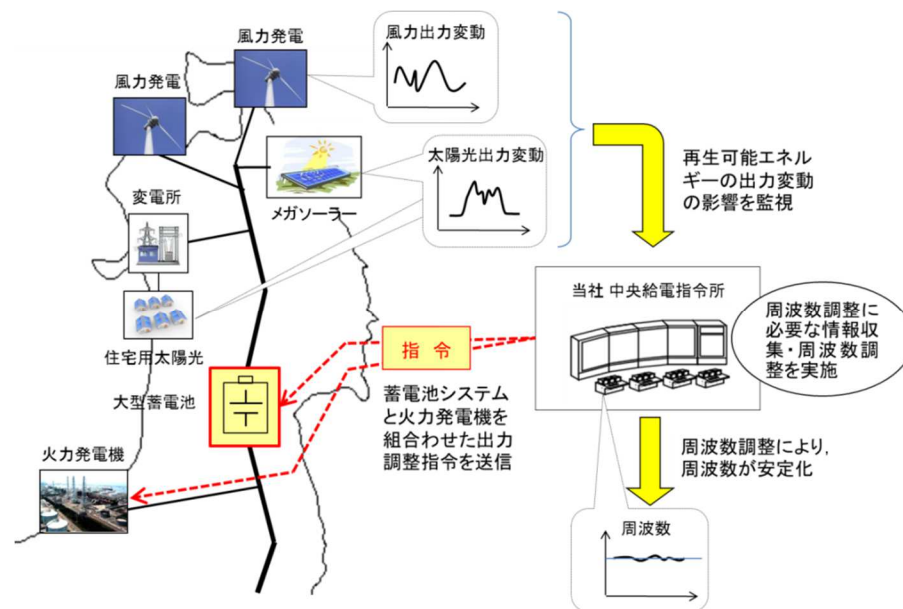 風力発電
風力出力変動
風力発電
太陽光出力変動
再生可能エネル
ギーの出力変動
の影響を監視
変電所
メガソーラー
当社 中央給電指令所
周波数調整に
必要な情報収
集・周波数調
整を実施
指 令
住宅用太陽光
大型蓄電池
蓄電池システム
と火力発電機を
組合わせた出力
調整指令を送信
周波数調整により,
周波数が安定化
火力発電機
周波数